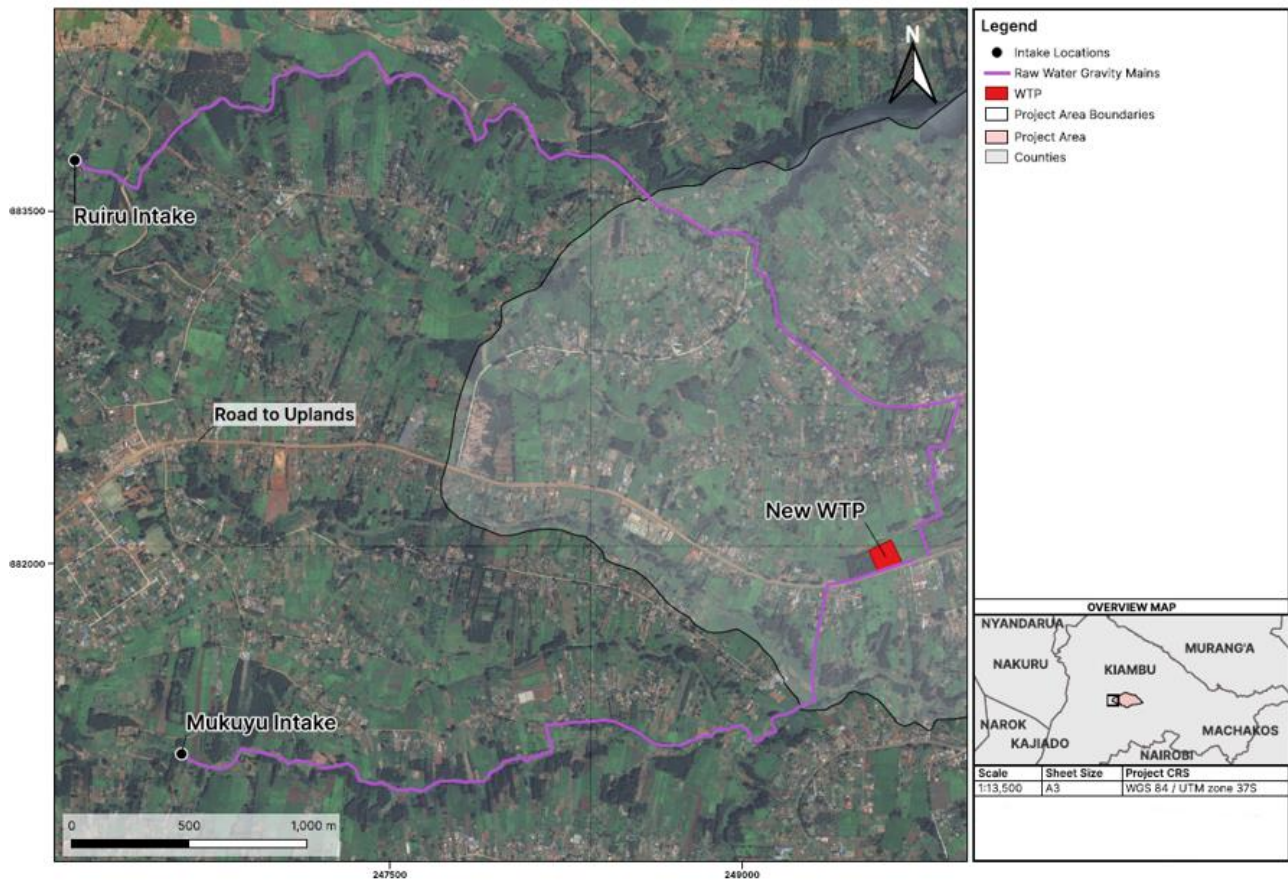 N
Ruiru Intake
Road to Uplands
New WTP
Mukuyu Intake
0 500 1,000 m
683500
682000
247500 249000
Legend
Intake Locations
Raw Water Gravity Mains
WTP
Project Area Boundaries
Project Area
Counties
OVERVIEW MAP
NYANDARUA
MURANG'A
NAKURU
KIAMBU
NAROK
MACHAKOS
KAJIADO
NAIROBI
Scale Sheet Size Project CRS
1:13,500 A3 WGS 84 / UTM zone 37S